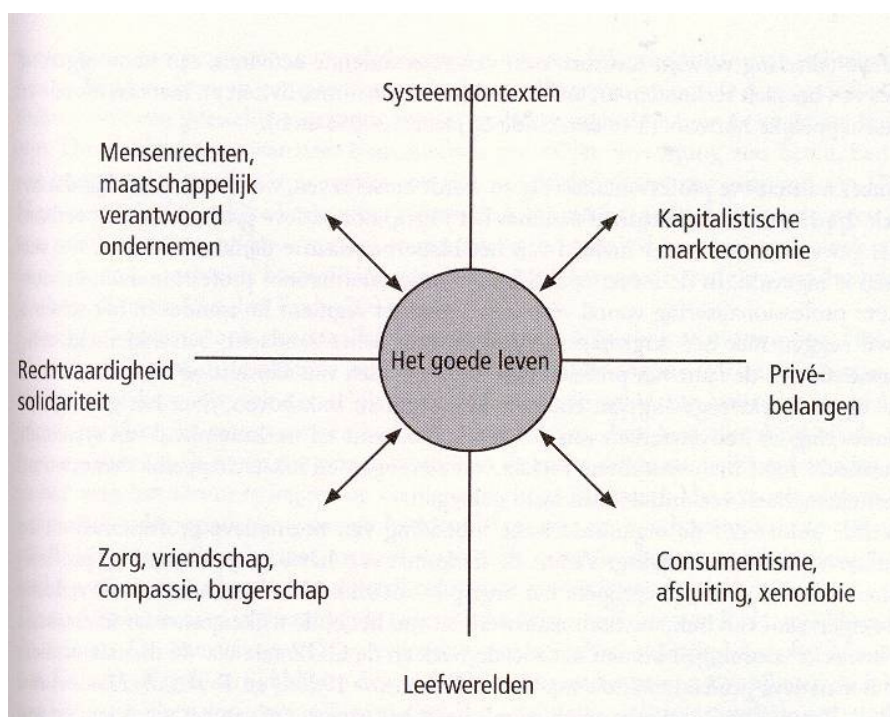 Systeemcontexten
Mensenrechten,
maatschappelijk
verantwoord
ondernemen
Kapitalistische
markteconomie
Het goede leven
Rechtvaardigheid
solidariteit
Privé-
belangen
Zorg, vriendschap,
compassie, burgerschap
Consumentisme,
afsluiting, xenofobie
Leefwerelden